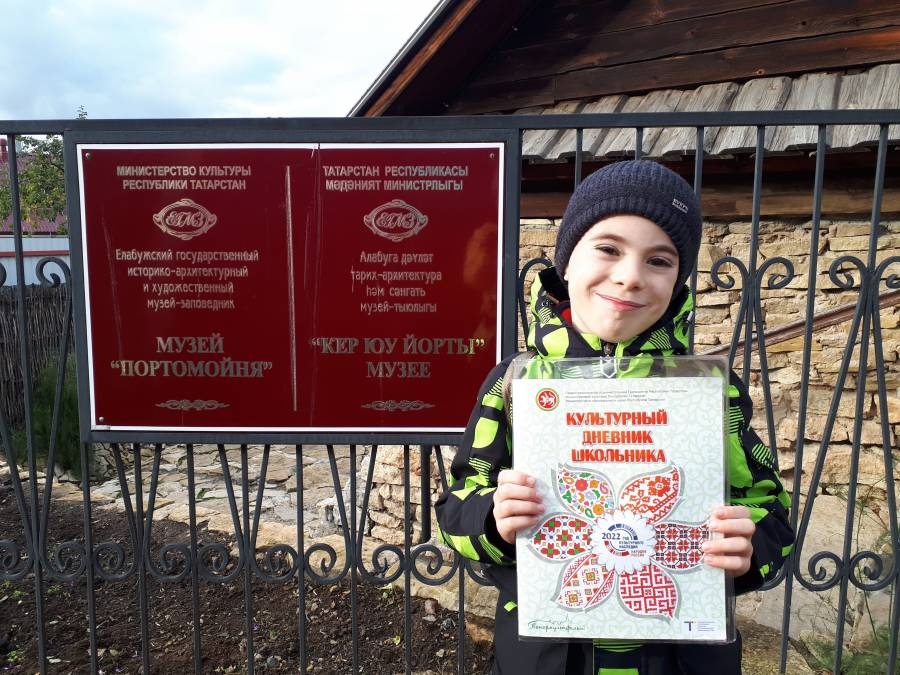 МИНИСТЕРСТВО КУЛЬТУРЫ
РЕСПУБЛИКИ ТАТАРСТАН
ЕГМЗ
Елабужский государственный
историко-архитектурный
и художественный
музей-заповедник
МУЗЕЙ
"ПОРТОМОЙНЯ"
ТАТАРСТАН РЕСПУБЛИКАСЫ
МӘДӘНИЯТ МИНИСТРЛЫГЫ
ЕГМЗ
Алабуга дәүләт
тарих-архитектура
һәм сәнгать
музей-тыюлыгы
"КЕР ЮУ ЙОРТЫ"
МУЗЕЕ
КУЛЬТУРНЫЙ
ДНЕВНИК
ШКОЛЬНИКА
2022